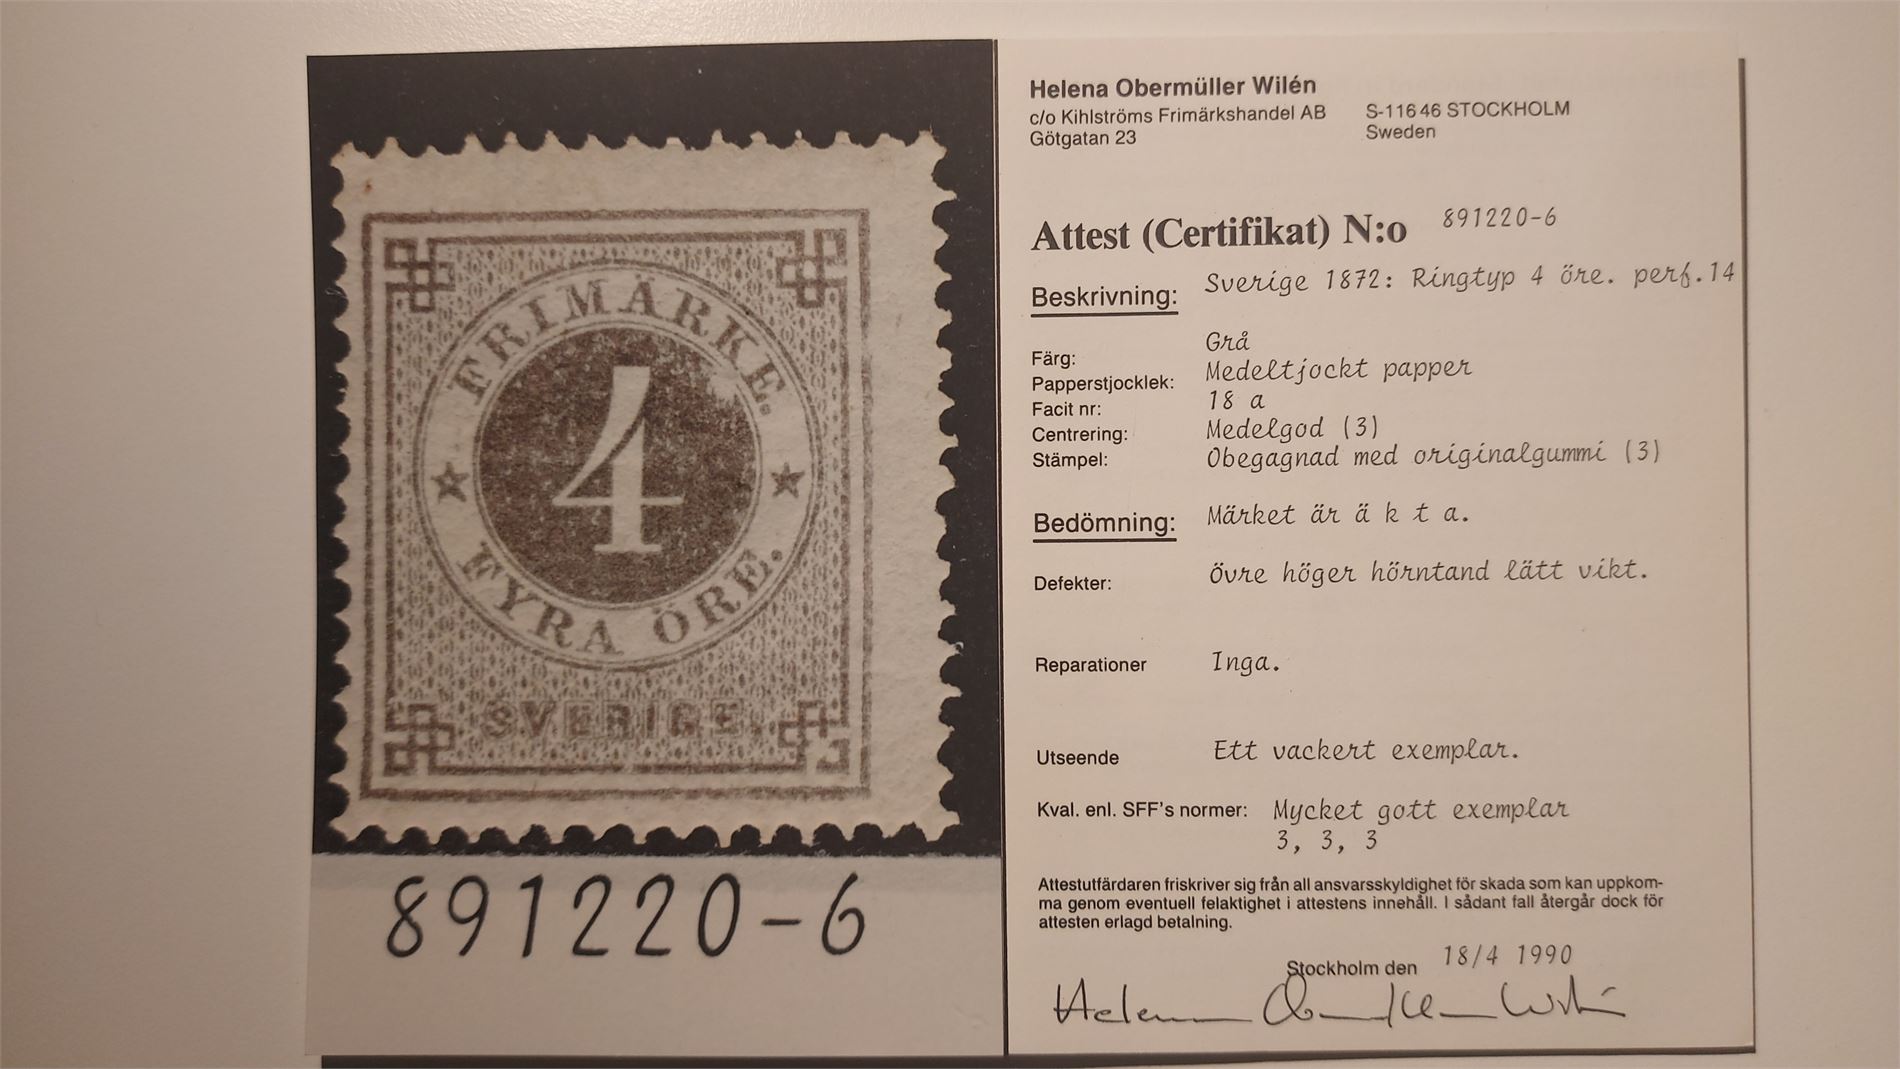 FRIMÄRKE.
4
FYRA ÖRE.
SVERIGE.
891220-6
Helena Obermüller Wilén
c/o Kihlströms Frimärkshandel AB S-116 46 STOCKHOLM
Götgatan 23 Sweden
Attest (Certifikat) N:o 891220-6
Beskrivning: Sverige 1872: Ringtyp 4 öre. perf.14
Färg: Grå
Papperstjocklek: Medeltjockt papper
Facit nr: 18 a
Centrering: Medelgod (3)
Stämpel: Obegagnad med originalgummi (3)
Bedömning: Märket är ä k t a.
Defekter: Övre höger hörntand lätt vikt.
Reparationer Inga.
Utseende Ett vackert exemplar.
Kval. enl. SFF's normer: Mycket gott exemplar
3, 3, 3
Attestutfärdaren friskriver sig från all ansvarsskyldighet för skada som kan uppkom-
ma genom eventuell felaktighet i attestens innehåll. I sådant fall återgår dock för
attesten erlagd betalning.
Stockholm den 18/4 1990
Helena Obermüller Wilén